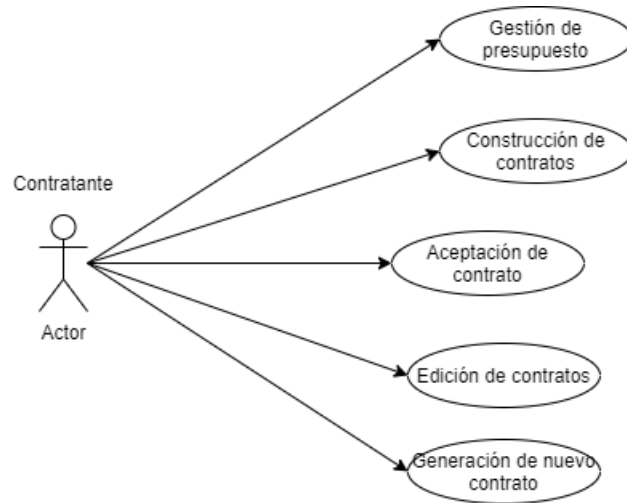 Gestión de
presupuesto
Construcción de
contratos
Contratante
Aceptación de
contrato
Actor
Edición de contratos
Generación de nuevo
contrato